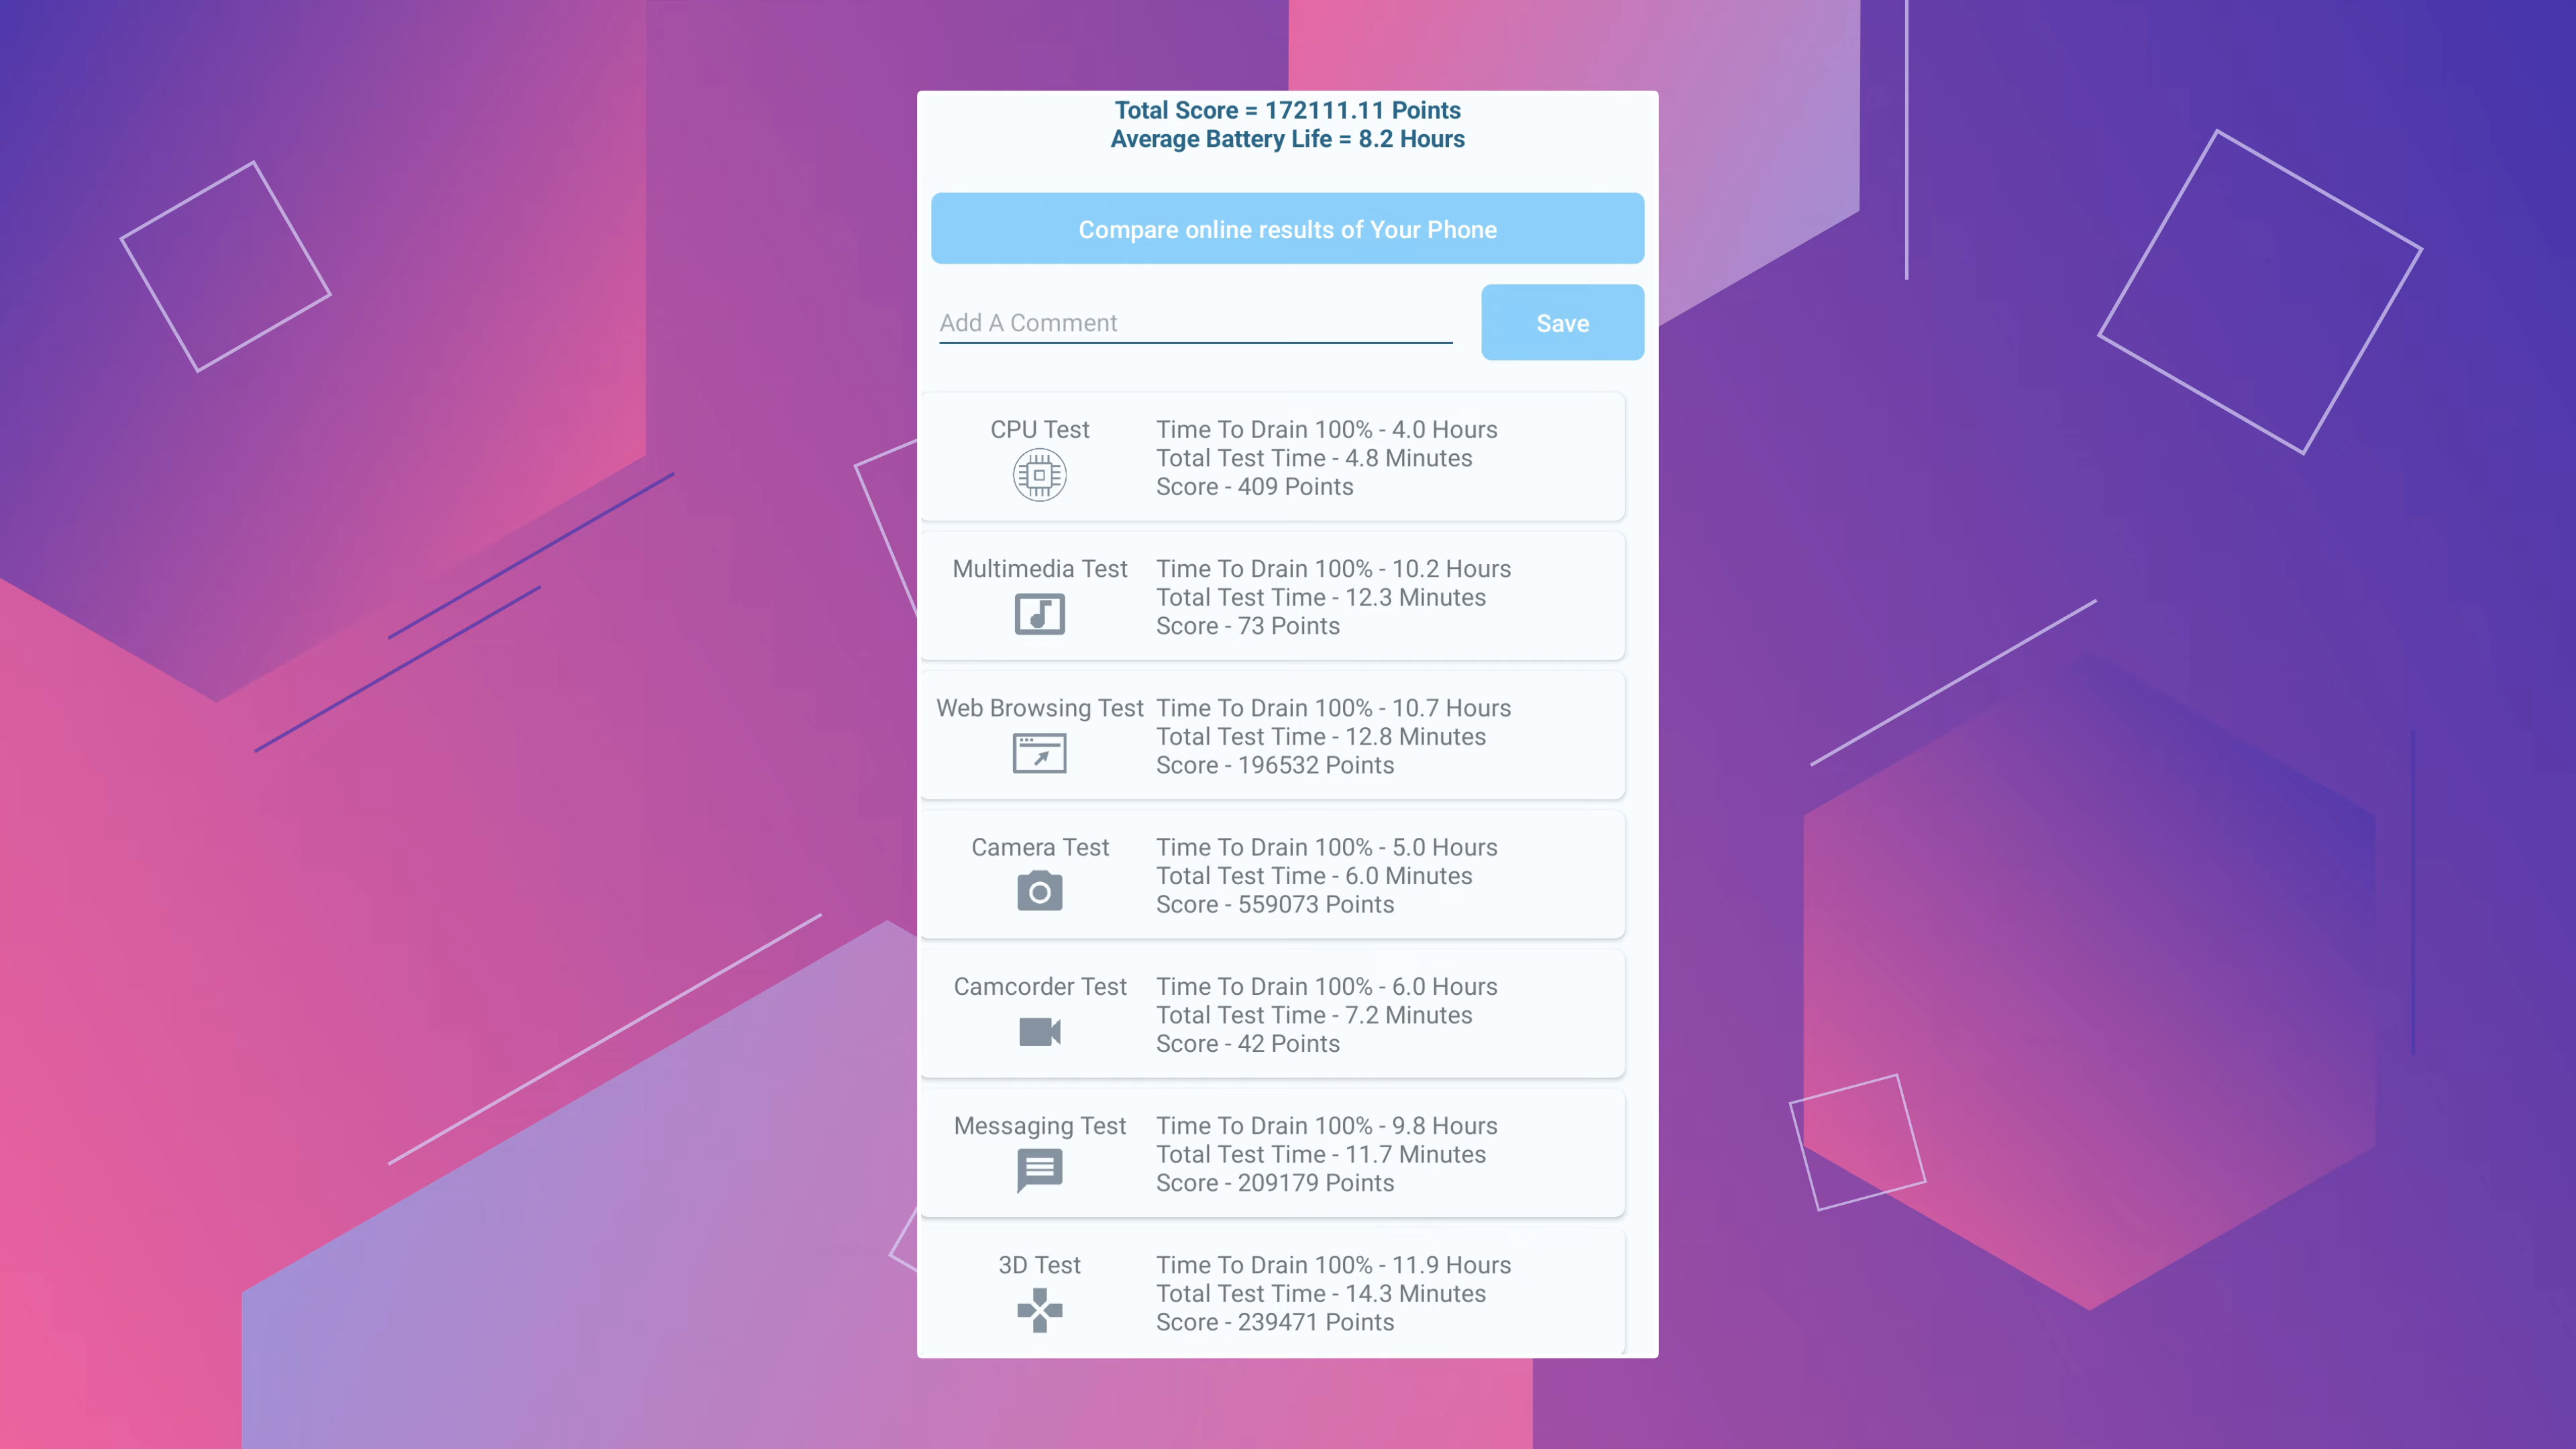 Total Score = 172111.11 Points
Average Battery Life = 8.2 Hours
Compare online results of Your Phone
Add A Comment
Save
CPU Test
Time To Drain 100% - 4.0 Hours
Total Test Time - 4.8 Minutes
Score - 409 Points
Multimedia Test
Time To Drain 100% - 10.2 Hours
Total Test Time - 12.3 Minutes
Score - 73 Points
Web Browsing Test
Time To Drain 100% - 10.7 Hours
Total Test Time - 12.8 Minutes
Score - 196532 Points
Camera Test
Time To Drain 100% - 5.0 Hours
Total Test Time - 6.0 Minutes
Score - 559073 Points
Camcorder Test
Time To Drain 100% - 6.0 Hours
Total Test Time - 7.2 Minutes
Score - 42 Points
Messaging Test
Time To Drain 100% - 9.8 Hours
Total Test Time - 11.7 Minutes
Score - 209179 Points
3D Test
Time To Drain 100% - 11.9 Hours
Total Test Time - 14.3 Minutes
Score - 239471 Points